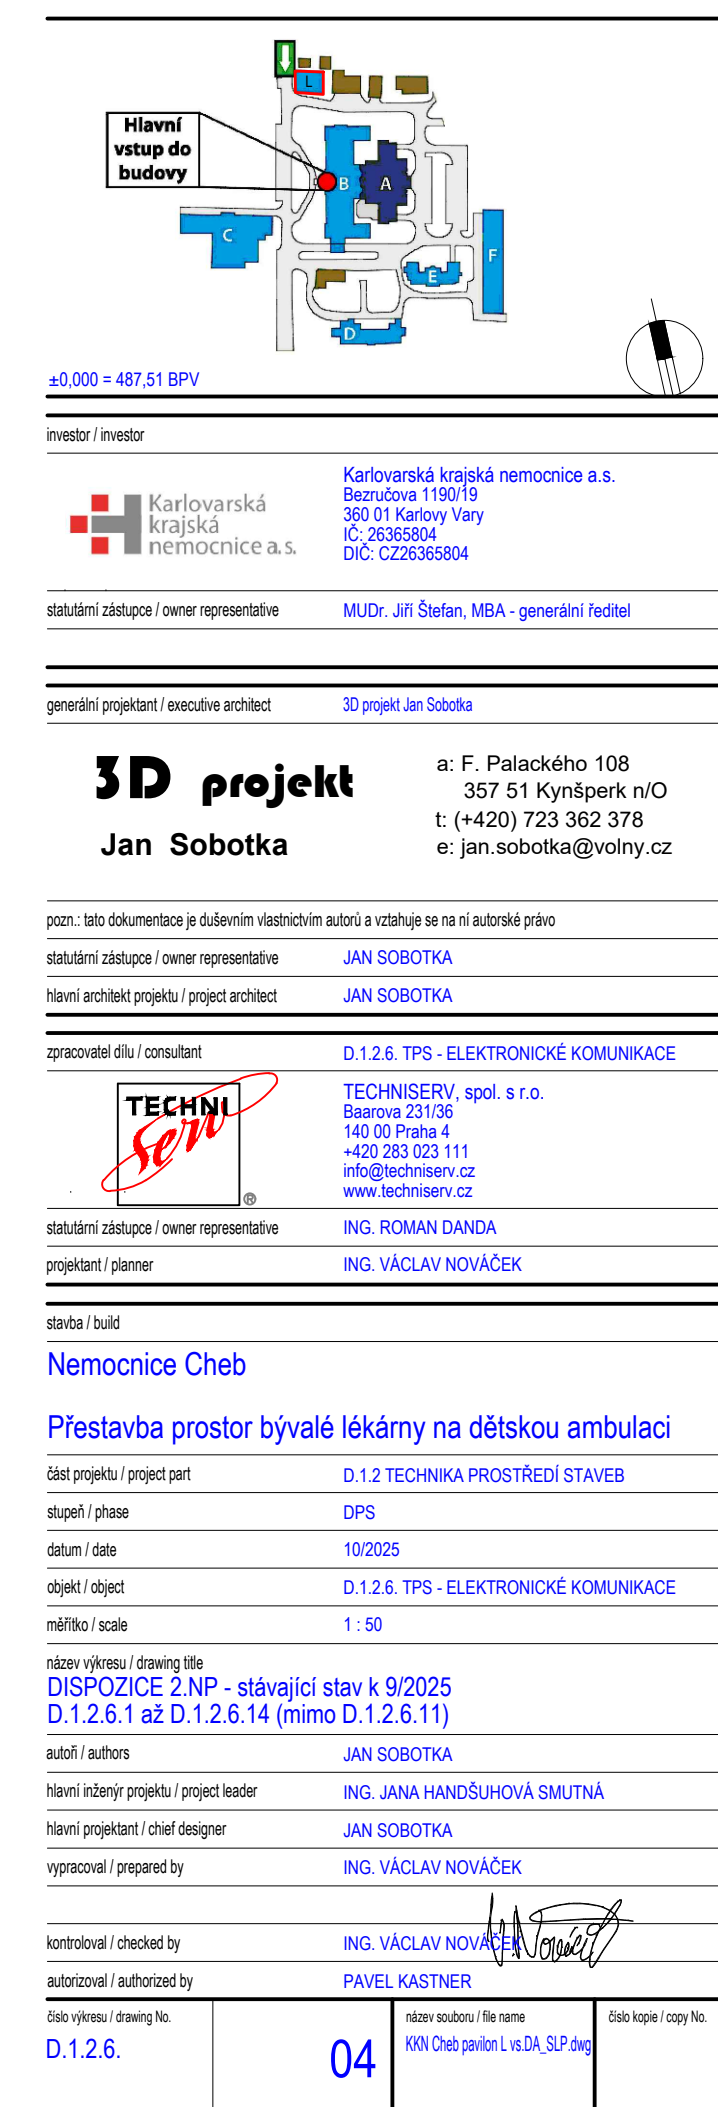 L
Hlavní
vstup do
budovy
B
A
C
F
E
D
±0,000 = 487,51 BPV
investor / investor
Karlovarská
krajská
nemocnice a.s.
Karlovarská krajská nemocnice a.s.
Bezručova 1190/19
360 01 Karlovy Vary
IČ: 26365804
DIČ: CZ26365804
statutární zástupce / owner representative MUDr. Jiří Štefan, MBA - generální ředitel
generální projektant / executive architect 3D projekt Jan Sobotka
3D projekt
Jan Sobotka
a: F. Palackého 108
357 51 Kynšperk n/O
t: (+420) 723 362 378
e: jan.sobotka@volny.cz
pozn.: tato dokumentace je duševním vlastnictvím autorů a vztahuje se na ní autorské právo
statutární zástupce / owner representative JAN SOBOTKA
hlavní architekt projektu / project architect JAN SOBOTKA
zpracovatel dílu / consultant D.1.2.6. TPS - ELEKTRONICKÉ KOMUNIKACE
TECHNI
Serv
®
TECHNISERV, spol. s r.o.
Baarova 231/36
140 00 Praha 4
+420 283 023 111
info@techniserv.cz
www.techniserv.cz
statutární zástupce / owner representative ING. ROMAN DANDA
projektant / planner ING. VÁCLAV NOVÁČEK
stavba / build
Nemocnice Cheb
Přestavba prostor bývalé lékárny na dětskou ambulaci
část projektu / project part D.1.2 TECHNIKA PROSTŘEDÍ STAVEB
stupeň / phase DPS
datum / date 10/2025
objekt / object D.1.2.6. TPS - ELEKTRONICKÉ KOMUNIKACE
měřítko / scale 1 : 50
název výkresu / drawing title
DISPOZICE 2.NP - stávající stav k 9/2025
D.1.2.6.1 až D.1.2.6.14 (mimo D.1.2.6.11)
autoři / authors JAN SOBOTKA
hlavní inženýr projektu / project leader ING. JANA HANDŠUHOVÁ SMUTNÁ
hlavní projektant / chief designer JAN SOBOTKA
vypracoval / prepared by ING. VÁCLAV NOVÁČEK
kontroloval / checked by ING. VÁCLAV NOVÁČEK
autorizoval / authorized by PAVEL KASTNER
číslo výkresu / drawing No.
D.1.2.6.
04
název souboru / file name
KKN Cheb pavilon L vs.DA_SLP.dwg
číslo kopie / copy No.